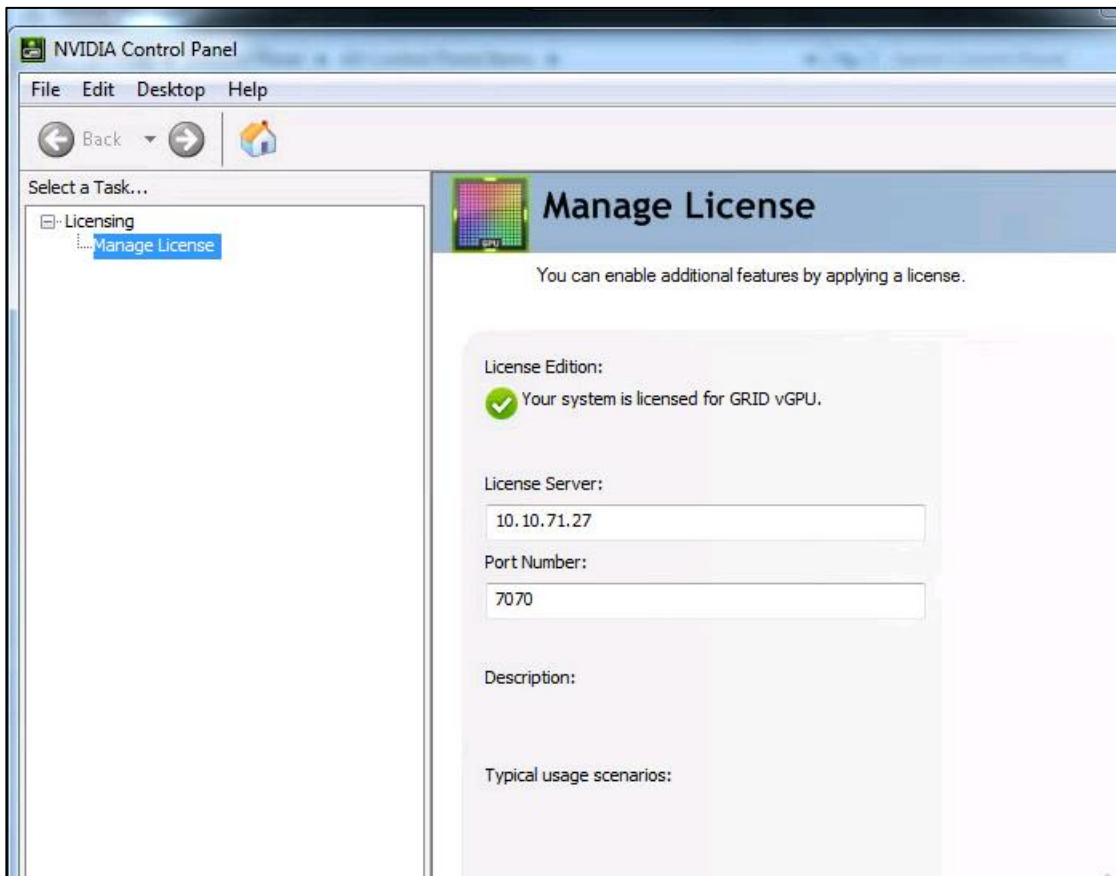 NVIDIA Control Panel
File Edit Desktop Help
Back
Select a Task...
Licensing
Manage License
GPU
Manage License
You can enable additional features by applying a license.
License Edition:
Your system is licensed for GRID vGPU.
License Server:
10.10.71.27
Port Number:
7070
Description:
Typical usage scenarios: